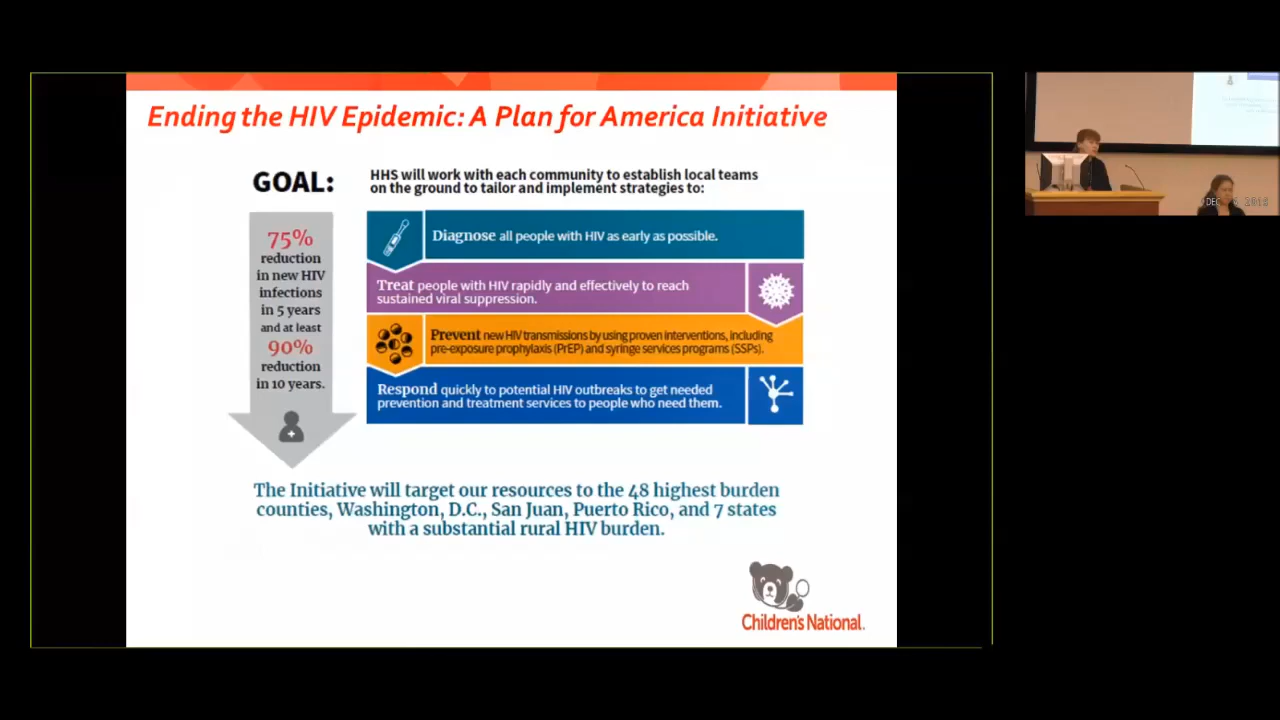 Ending the HIV Epidemic: A Plan for America Initiative
GOAL:
75%
reduction
in new HIV
infections
in 5 years
and at least
90%
reduction
in 10 years.
HHS will work with each community to establish local teams
on the ground to tailor and implement strategies to:
Diagnose all people with HIV as early as possible.
Treat people with HIV rapidly and effectively to reach
sustained viral suppression.
Prevent new HIV transmissions by using proven interventions, including
pre-exposure prophylaxis (PrEP) and syringe services programs (SSPs).
Respond quickly to potential HIV outbreaks to get needed
prevention and treatment services to people who need them.
The Initiative will target our resources to the 48 highest burden
counties, Washington, D.C., San Juan, Puerto Rico, and 7 states
with a substantial rural HIV burden.
Children's National.